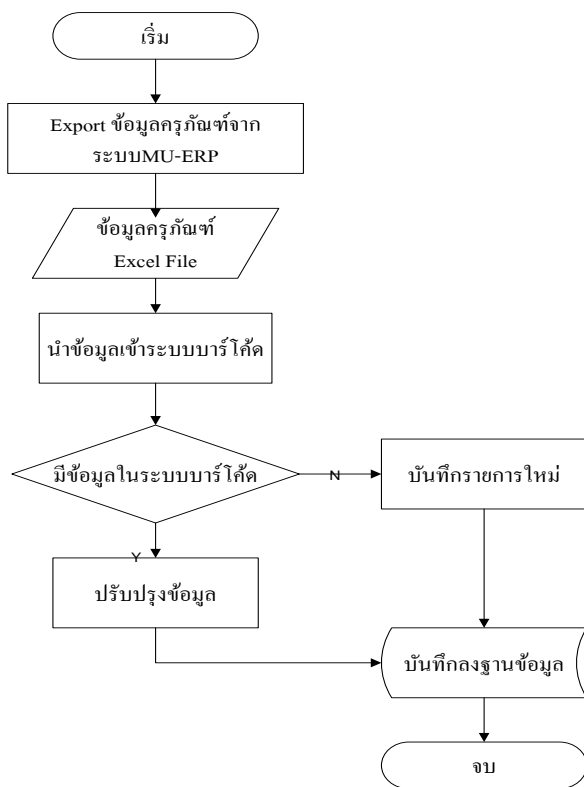 เริ่ม
Export ข้อมูลครุภัณฑ์จาก
ระบบMU-ERP
ข้อมูลครุภัณฑ์
Excel File
นำข้อมูลเข้าระบบบาร์โค้ด
มีข้อมูลในระบบบาร์โค้ด
N
บันทึกรายการใหม่
Y
ปรับปรุงข้อมูล
บันทึกลงฐานข้อมูล
จบ